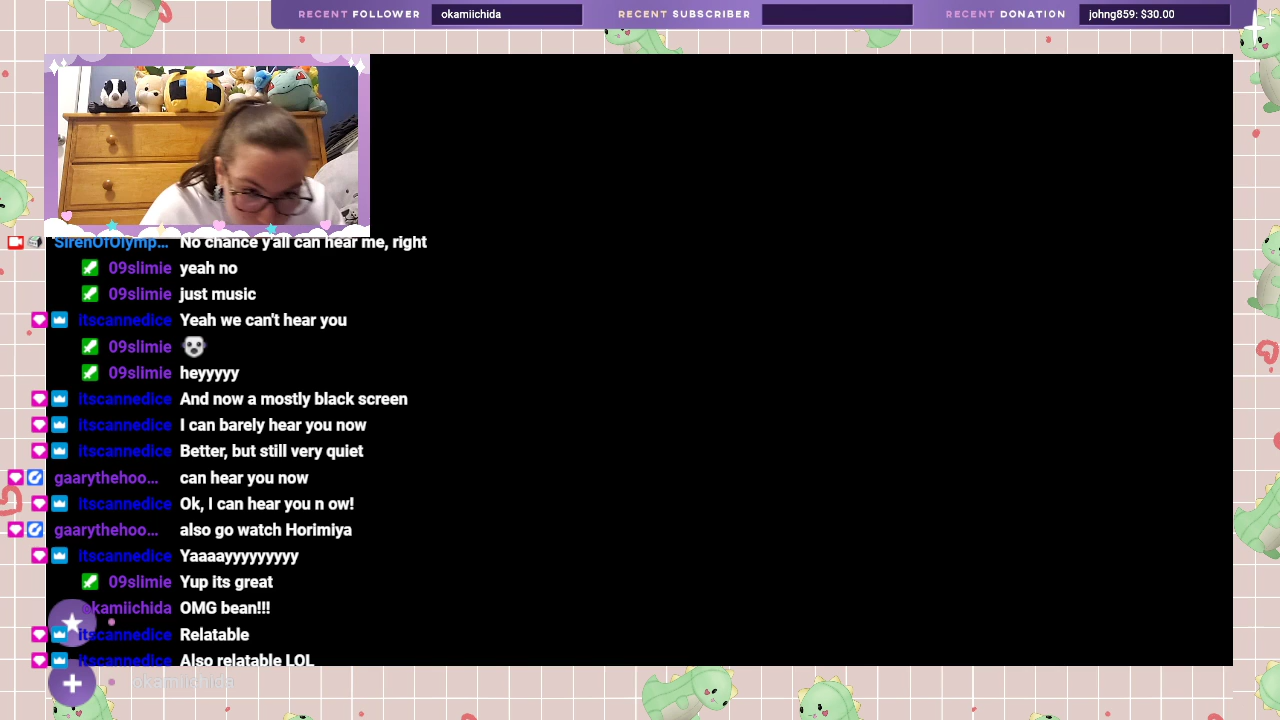 RECENT FOLLOWER okamiichida RECENT SUBSCRIBER RECENT DONATION johng859: $30.00
SirenOfOlymp... No chance y'all can hear me, right
09slimie yeah no
09slimie just music
itscannedice Yeah we can't hear you
09slimie
09slimie heyyyyy
itscannedice And now a mostly black screen
itscannedice I can barely hear you now
itscannedice Better, but still very quiet
gaarythehoo... can hear you now
itscannedice Ok, I can hear you n ow!
gaarythehoo... also go watch Horimiya
itscannedice Yaaaayyyyyyyyy
09slimie Yup its great
okamiichida OMG bean!!!
itscannedice Relatable
itscannedice Also relatable LOL
okamiichida